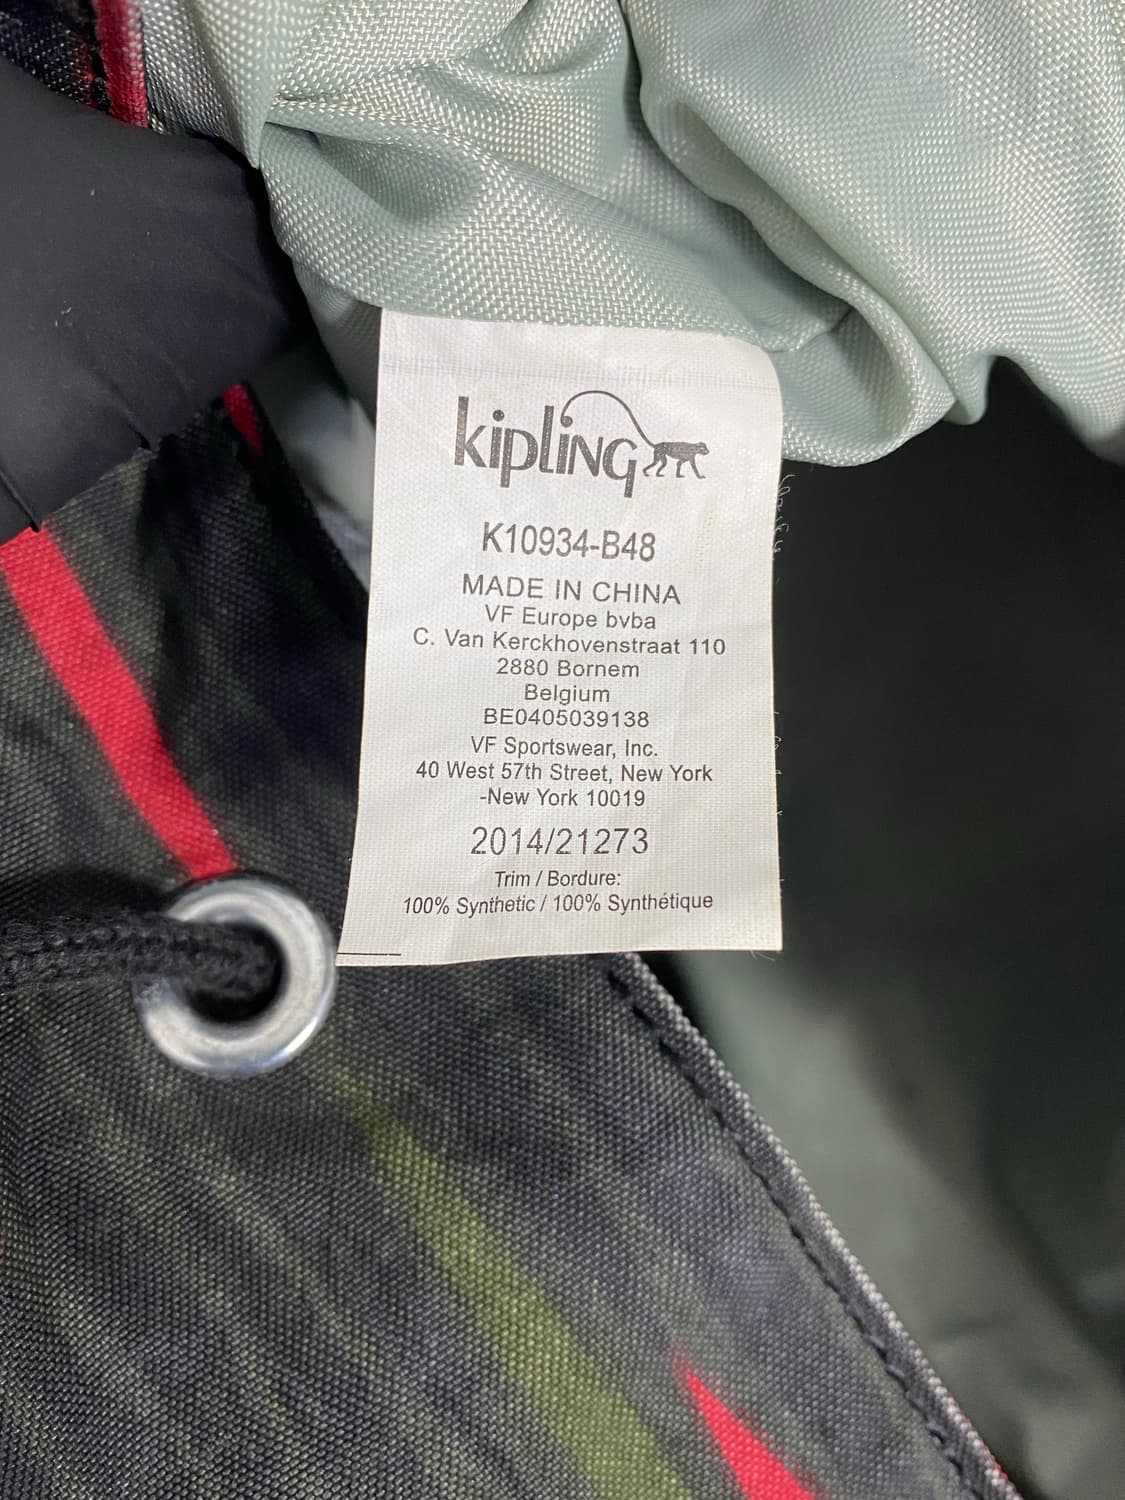 kipling
K10934-B48
MADE IN CHINA
VF Europe bvba
C. Van Kerckhovenstraat 110
2880 Bornem
Belgium
BE0405039138
VF Sportswear, Inc.
40 West 57th Street, New York
-New York 10019
2014/21273
Trim / Bordure:
100% Synthetic / 100% Synthétique